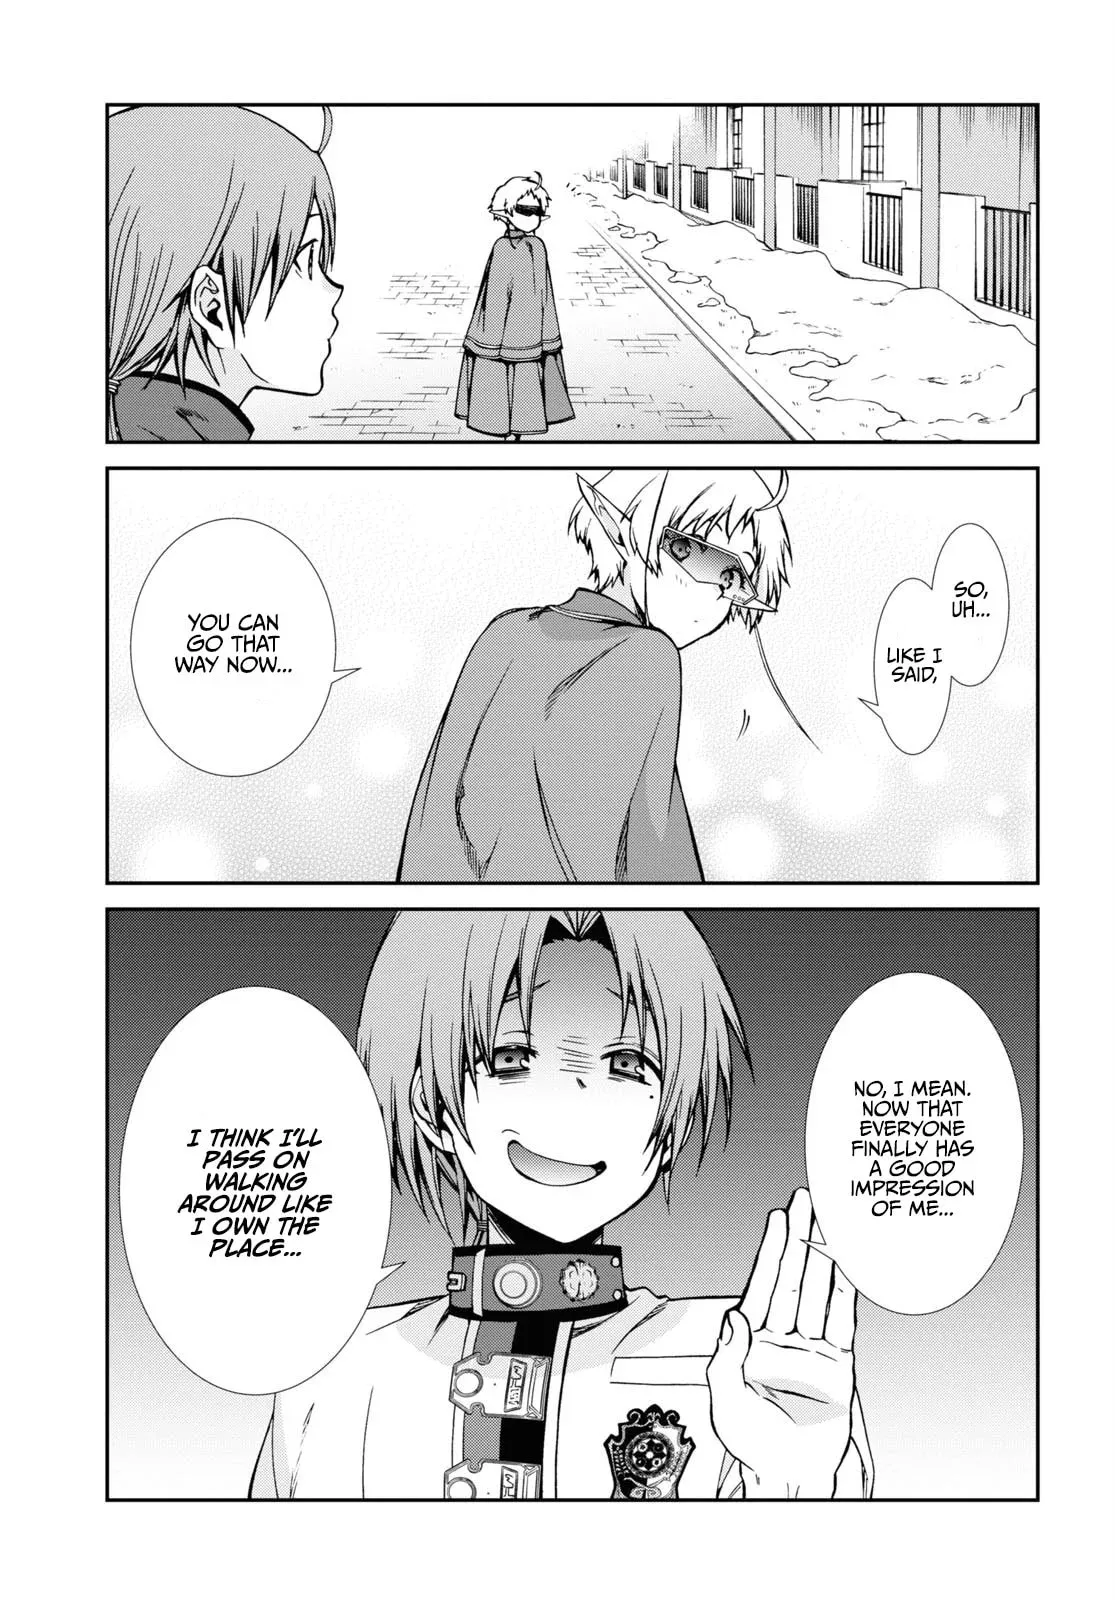 SO,
UH...
LIKE I
SAID,
YOU CAN
GO THAT
WAY NOW...
NO, I MEAN.
NOW THAT
EVERYONE
FINALLY HAS
A GOOD
IMPRESSION
OF ME...
I THINK I'LL
PASS ON
WALKING
AROUND LIKE
I OWN THE
PLACE...